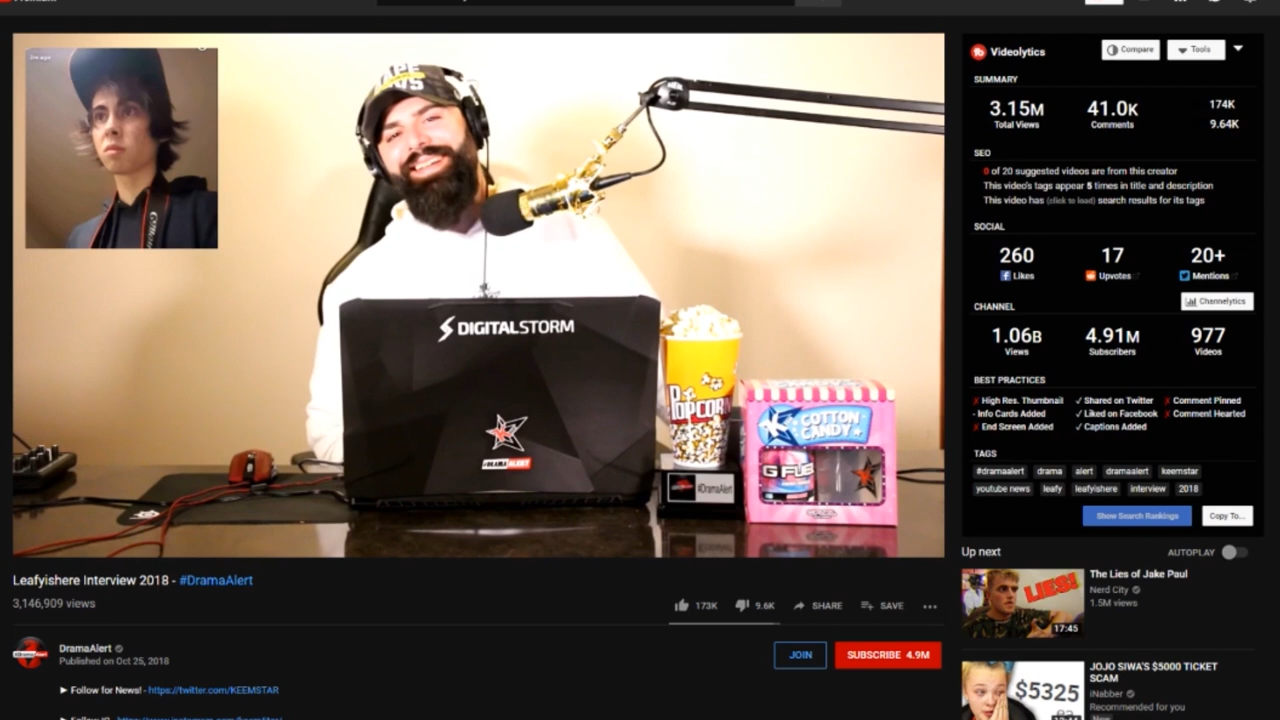 2m ago
DIGITALSTORM
#DRAMAALERT
POPCORN
#DramaAlert
COTTON
CANDY
G FUEL
Leafyishere Interview 2018 - #DramaAlert
3,146,909 views
173K
9.6K
SHARE
SAVE
DramaAlert
Published on Oct 25, 2018
JOIN
SUBSCRIBE 4.9M
► Follow for News! - https://twitter.com/KEEMSTAR
Videolytics
Compare
Tools
SUMMARY
3.15M
41.0K
174K
Total Views
Comments
9.64K
SEO
0 of 20 suggested videos are from this creator
This video's tags appear 5 times in title and description
This video has (click to load) search results for its tags
SOCIAL
260
17
20+
Likes
Upvotes
Mentions
CHANNEL
Channelytics
1.06B
4.91M
977
Views
Subscribers
Videos
BEST PRACTICES
✗ High Res. Thumbnail ✓ Shared on Twitter ✗ Comment Pinned
- Info Cards Added ✓ Liked on Facebook ✗ Comment Hearted
✗ End Screen Added ✓ Captions Added
TAGS
#dramaalert drama alert dramaalert keemstar
youtube news leafy leafyishere interview 2018
Show Search Rankings
Copy To...
Up next
AUTOPLAY
LIES!
17:45
The Lies of Jake Paul
Nerd City
1.5M views
$5325
JOJO SIWA'S $5000 TICKET
SCAM
iNabber
Recommended for you
New